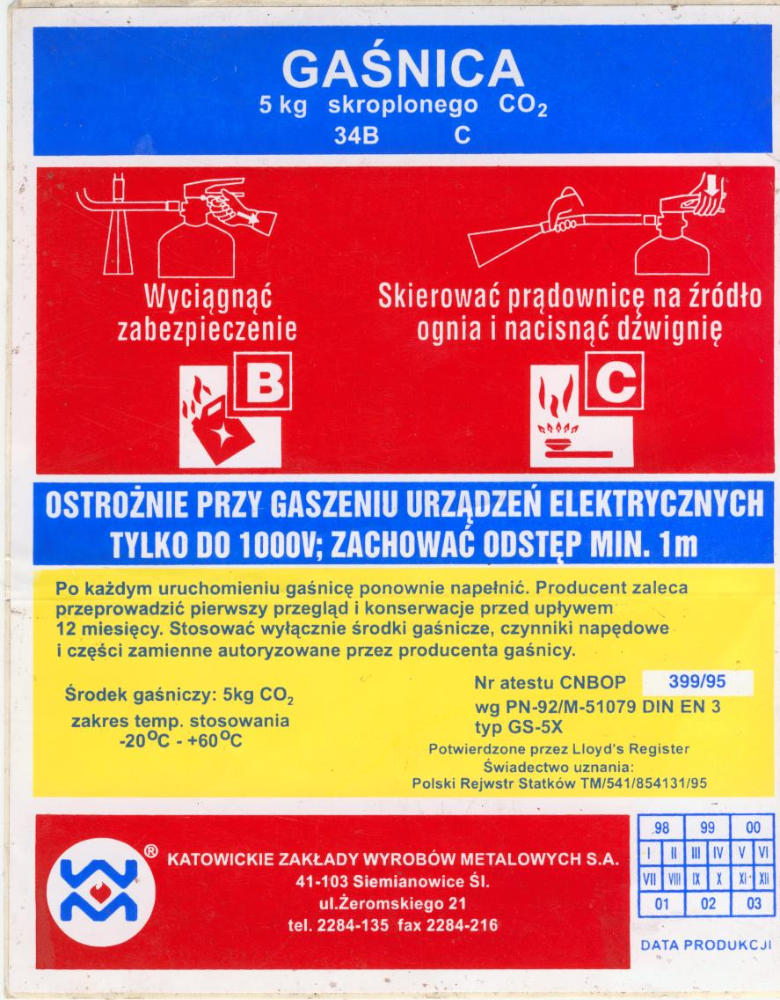 GAŚNICA
5 kg skroplonego CO₂
34B C
Wyciągnąć
zabezpieczenie
Skierować prądownicę na źródło
ognia i nacisnąć dźwignię
B
C
OSTROŻNIE PRZY GASZENIU URZĄDZEŃ ELEKTRYCZNYCH
TYLKO DO 1000V; ZACHOWAĆ ODSTĘP MIN. 1m
Po każdym uruchomieniu gaśnicę ponownie napełnić. Producent zaleca
przeprowadzić pierwszy przegląd i konserwacje przed upływem
12 miesięcy. Stosować wyłącznie środki gaśnicze, czynniki napędowe
i części zamienne autoryzowane przez producenta gaśnicy.
Środek gaśniczy: 5kg CO₂
zakres temp. stosowania
-20°C - +60°C
Nr atestu CNBOP 399/95
wg PN-92/M-51079 DIN EN 3
typ GS-5X
Potwierdzone przez Lloyd's Register
Świadectwo uznania:
Polski Rejwstr Statków TM/541/854131/95
® KATOWICKIE ZAKŁADY WYROBÓW METALOWYCH S.A.
41-103 Siemianowice Śl.
ul.Żeromskiego 21
tel. 2284-135 fax 2284-216
98 99 00
I II III IV V VI
VII VIII IX X XI XII
01 02 03
DATA PRODUKCJI